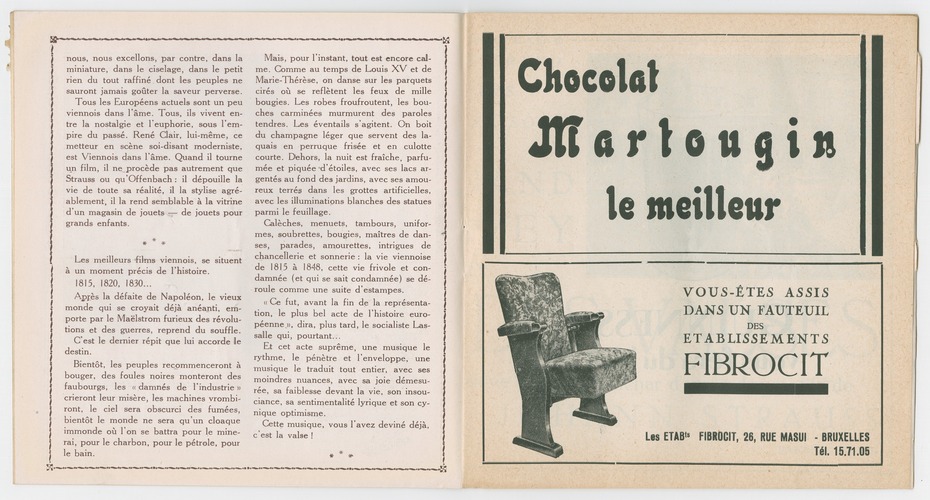 nous, nous excellons, par contre, dans la
miniature, dans le ciselage, dans le petit
rien du tout raffiné dont les peuples ne
sauront jamais goûter la saveur perverse.
Tous les Européens actuels sont un peu
viennois dans l'âme. Tous, ils vivent en-
tre la nostalgie et l'euphorie, sous l'em-
pire du passé. René Clair, lui-même, ce
metteur en scène soi-disant moderniste,
est Viennois dans l'âme. Quand il tourne
un film, il ne procède pas autrement que
Strauss ou qu'Offenbach : il dépouille la
vie de toute sa réalité, il la stylise agré-
ablement, il la rend semblable à la vitrine
d'un magasin de jouets — de jouets pour
grands enfants.
* * *
Les meilleurs films viennois, se situent
à un moment précis de l'histoire.
1815, 1820, 1830...
Après la défaite de Napoléon, le vieux
monde qui se croyait déjà anéanti, em-
porte par le Maëlstrom furieux des révolu-
tions et des guerres, reprend du souffle.
C'est le dernier répit que lui accorde le
destin.
Bientôt, les peuples recommenceront à
bouger, des foules noires monteront des
faubourgs, les « damnés de l'industrie »
crieront leur misère, les machines vrombi-
ront, le ciel sera obscurci des fumées,
bientôt le monde ne sera qu'un cloaque
immonde où l'on se battra pour le mine-
rai, pour le charbon, pour le pétrole, pour
le bain.
Mais, pour l'instant, tout est encore cal-
me. Comme au temps de Louis XV et de
Marie-Thérèse, on danse sur les parquets
cirés où se reflètent les feux de mille
bougies. Les robes froufroutent, les bou-
ches carminées murmurent des paroles
tendres. Les éventails s'agitent. On boit
du champagne léger que servent des la-
quais en perruque frisée et en culotte
courte. Dehors, la nuit est fraîche, parfu-
mée et piquée d'étoiles, avec ses lacs ar-
gentés au fond des jardins, avec ses amou-
reux terrés dans les grottes artificielles,
avec les illuminations blanches des statues
parmi le feuillage.
Calèches, menuets, tambours, unifor-
mes, soubrettes, bougies, maîtres de dan-
ses, parades, amourettes, intrigues de
chancellerie et sonnerie : la vie viennoise
de 1815 à 1848, cette vie frivole et con-
damnée (et qui se sait condamnée) se dé-
roule comme une suite d'estampes.
« Ce fut, avant la fin de la représenta-
tion, le plus bel acte de l'histoire euro-
péenne », dira, plus tard, le socialiste Las-
salle qui, pourtant...
Et cet acte suprême, une musique le
rythme, le pénètre et l'enveloppe, une
musique le traduit tout entier, avec ses
moindres nuances, avec sa joie démesu-
rée, sa faiblesse devant la vie, son insou-
ciance, sa sentimentalité lyrique et son cy-
nique optimisme.
Cette musique, vous l'avez deviné déjà,
c'est la valse !
* * *
Chocolat
Martougin
le meilleur
VOUS-ÊTES ASSIS
DANS UN FAUTEUIL
DES
ETABLISSEMENTS
FIBROCIT
Les ETABts FIBROCIT, 26, RUE MASUI - BRUXELLES
Tél. 15.71.05